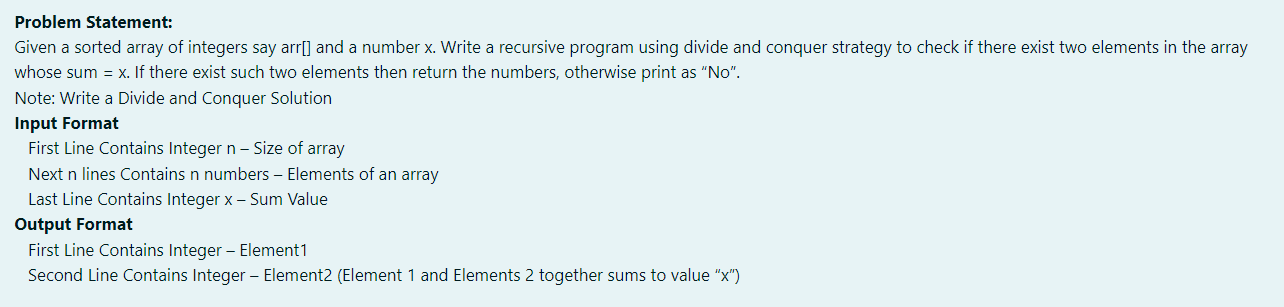 Problem Statement:
Given a sorted array of integers say arr[] and a number x. Write a recursive program using divide and conquer strategy to check if there exist two elements in the array
whose sum = x. If there exist such two elements then return the numbers, otherwise print as “No”.
Note: Write a Divide and Conquer Solution
Input Format
First Line Contains Integer n – Size of array
Next n lines Contains n numbers – Elements of an array
Last Line Contains Integer x – Sum Value
Output Format
First Line Contains Integer – Element1
Second Line Contains Integer – Element2 (Element 1 and Elements 2 together sums to value “x”)